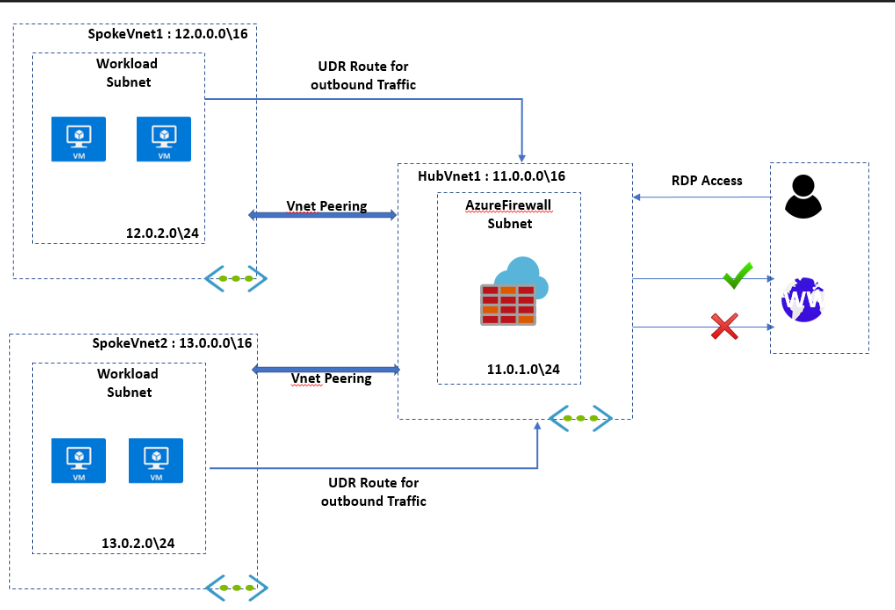 SpokeVnet1 : 12.0.0.0\16
Workload
Subnet
VM
VM
12.0.2.0\24
UDR Route for
outbound Traffic
Vnet Peering
HubVnet1 : 11.0.0.0\16
AzureFirewall
Subnet
11.0.1.0\24
RDP Access
WW
SpokeVnet2 : 13.0.0.0\16
Workload
Subnet
VM
VM
13.0.2.0\24
Vnet Peering
UDR Route for
outbound Traffic